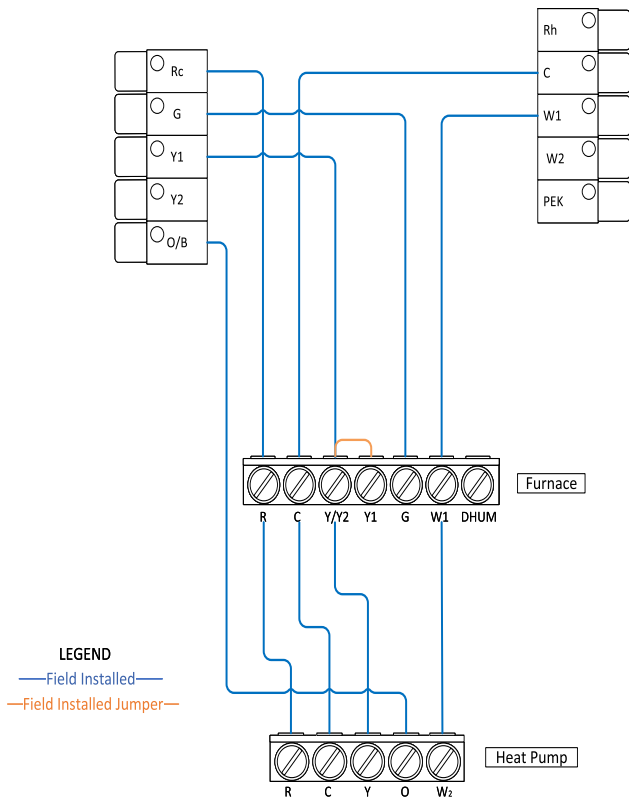 Rh
Rc
C
G
W1
Y1
W2
Y2
PEK
O/B
Furnace
R C Y/Y2 Y1 G W1 DHUM
LEGEND
Field Installed
Field Installed Jumper
Heat Pump
R C Y O W₂